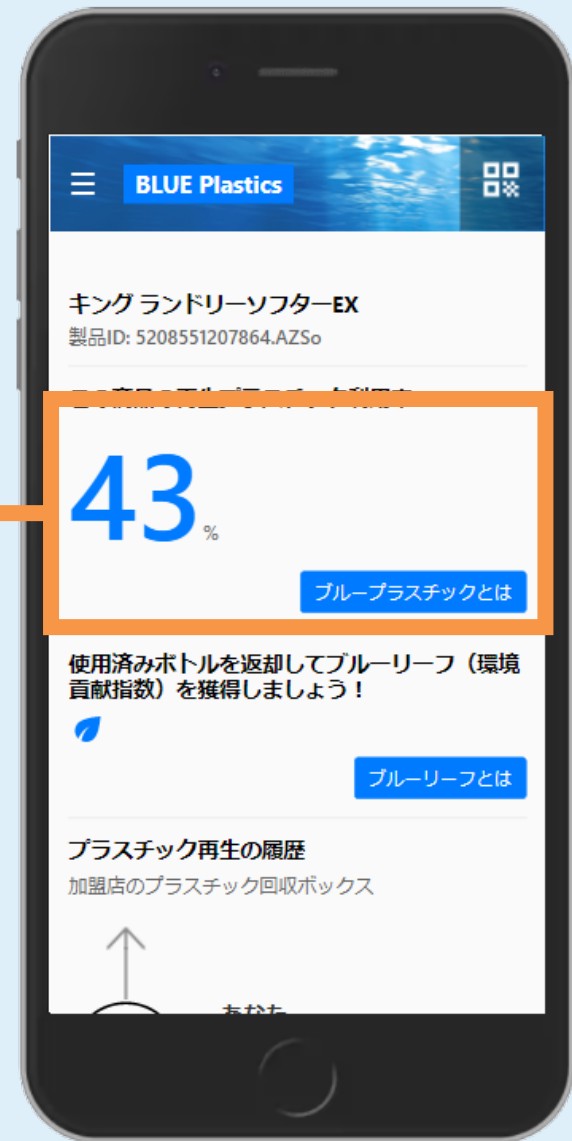 BLUE Plastics
キング ランドリーソフターEX
製品ID: 5208551207864.AZSo
43%
ブループラスチックとは
使用済みボトルを返却してブルーリーフ（環境
貢献指数）を獲得しましょう！
ブルーリーフとは
プラスチック再生の履歴
加盟店のプラスチック回収ボックス